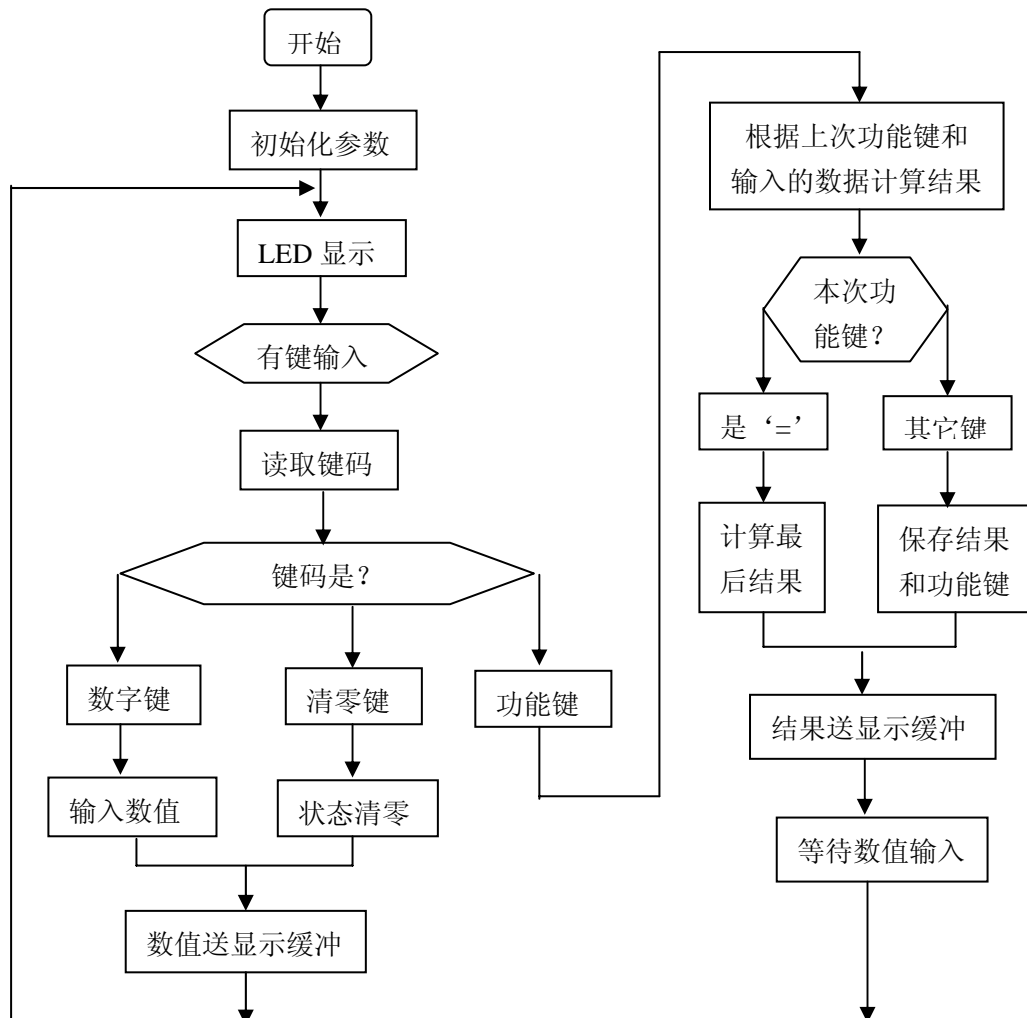 开始
初始化参数
LED 显示
有键输入
读取键码
键码是？
数字键
清零键
功能键
输入数值
状态清零
数值送显示缓冲
根据上次功能键和
输入的数据计算结果
本次功
能键？
是‘=’
其它键
计算最
后结果
保存结果
和功能键
结果送显示缓冲
等待数值输入